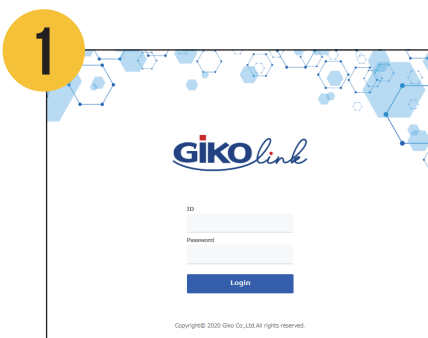 1
GIKO link
ID
Password
Login
Copyright© 2020 Giko Co.,Ltd.All rights reserved.